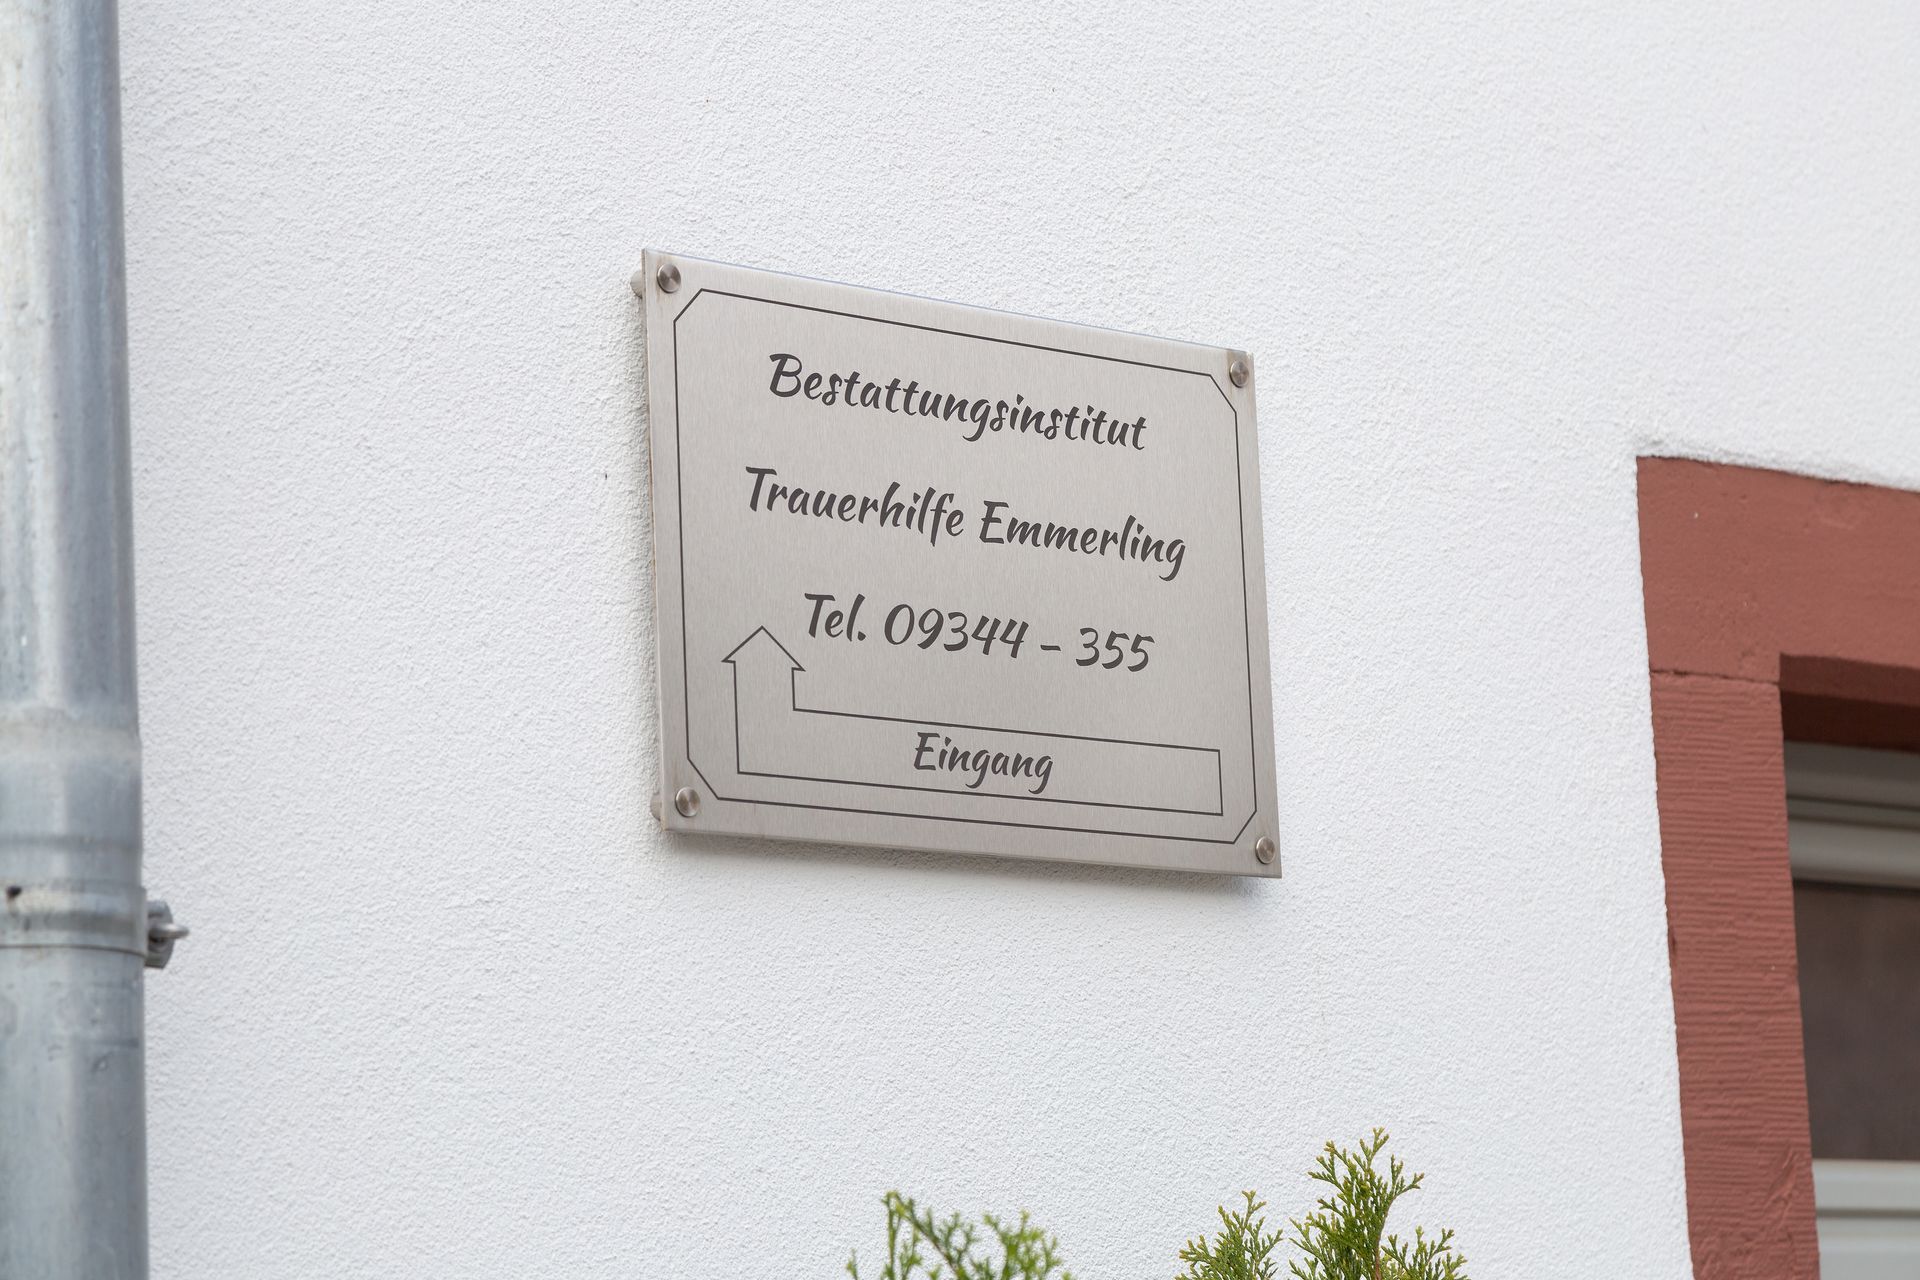 Bestattungsinstitut
Trauerhilfe Emmerling
Tel. 09344 - 355
Eingang